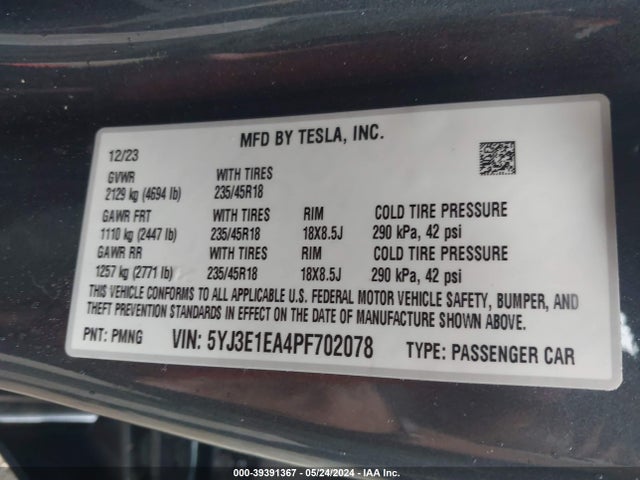 MFD BY TESLA, INC.
12/23
GVWR WITH TIRES
2129 kg (4694 lb) 235/45R18
GAWR FRT WITH TIRES RIM COLD TIRE PRESSURE
1110 kg (2447 lb) 235/45R18 18X8.5J 290 kPa, 42 psi
GAWR RR WITH TIRES RIM COLD TIRE PRESSURE
1257 kg (2771 lb) 235/45R18 18X8.5J 290 kPa, 42 psi
THIS VEHICLE CONFORMS TO ALL APPLICABLE U.S. FEDERAL MOTOR VEHICLE SAFETY, BUMPER, AND
THEFT PREVENTION STANDARDS IN EFFECT ON THE DATE OF MANUFACTURE SHOWN ABOVE.
PNT: PMNG VIN: 5YJ3E1EA4PF702078 TYPE: PASSENGER CAR
000-39391367 - 05/24/2024 - IAA Inc.